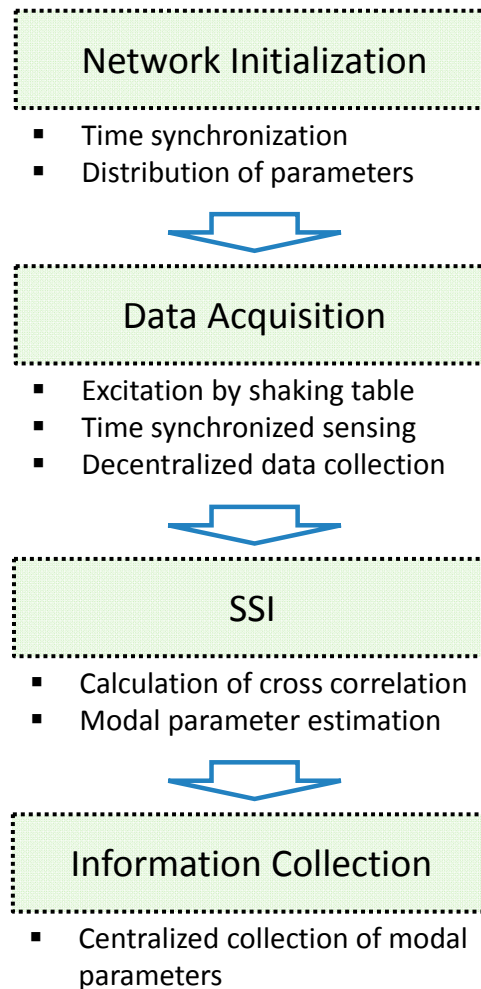 Network Initialization
▪ Time synchronization
▪ Distribution of parameters
Data Acquisition
▪ Excitation by shaking table
▪ Time synchronized sensing
▪ Decentralized data collection
SSI
▪ Calculation of cross correlation
▪ Modal parameter estimation
Information Collection
▪ Centralized collection of modal
parameters